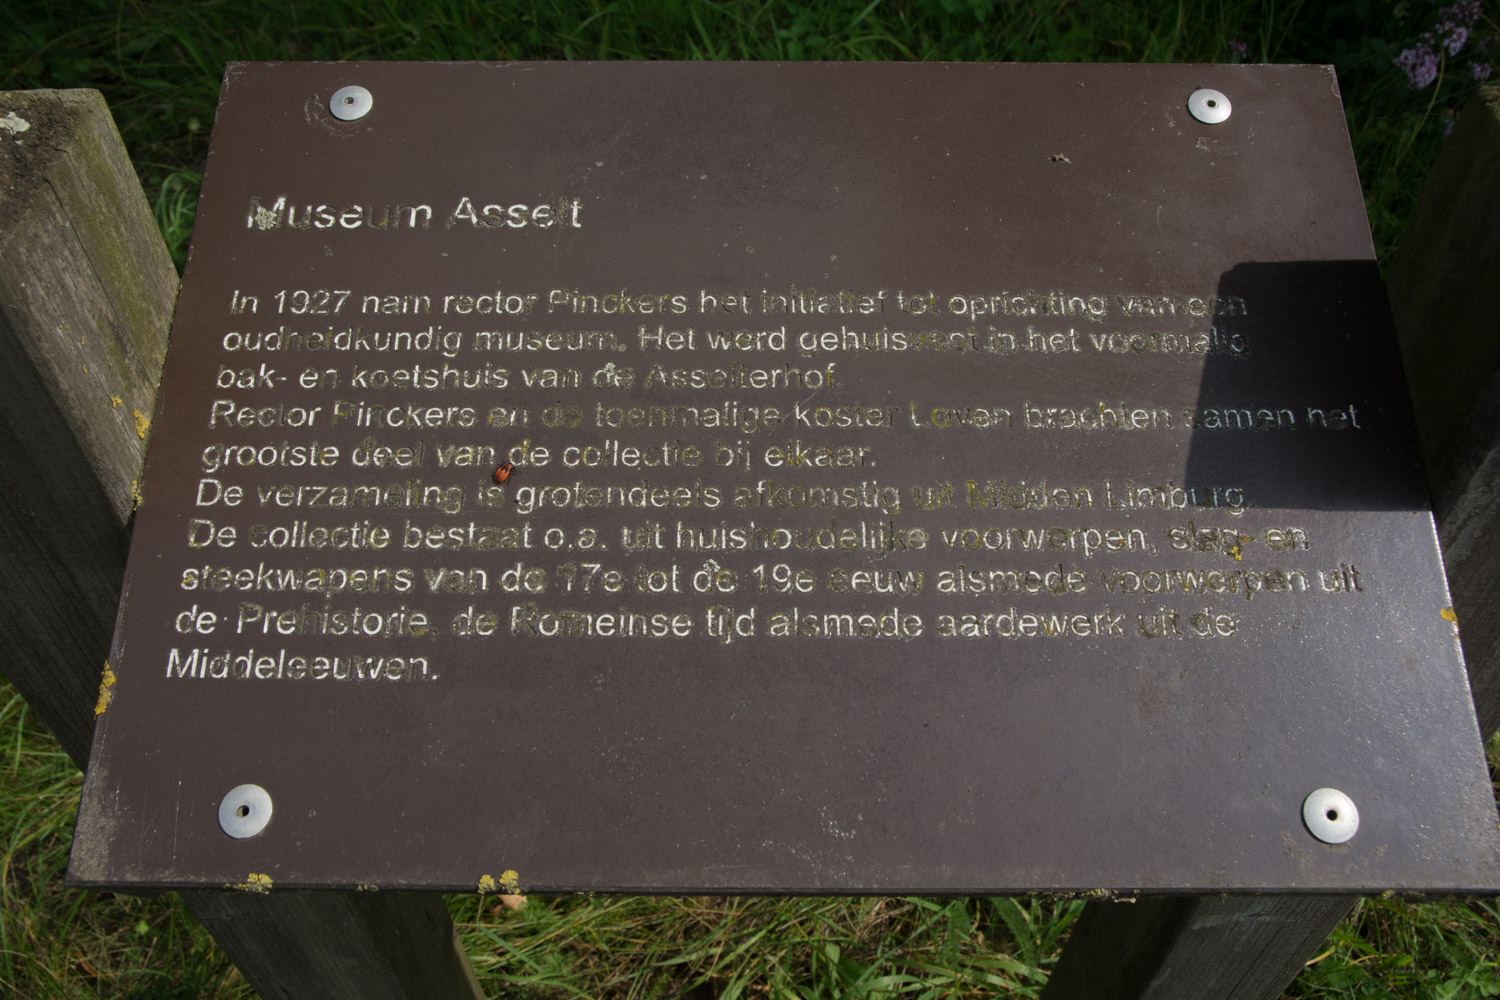 Museum Asselt
In 1927 nam rector Pinckers het initiatief tot oprichting van een
oudheidkundig museum. Het werd gehuisvest in het voormalig
bak- en koetshuis van de Asselterhof.
Rector Pinckers en de toenmalige koster Loven brachten samen het
grootste deel van de collectie bij elkaar.
De verzameling is grotendeels afkomstig uit Midden Limburg.
De collectie bestaat o.a. uit huishoudelijke voorwerpen, slag- en
steekwapens van de 17e tot de 19e eeuw alsmede voorwerpen uit
de Prehistorie, de Romeinse tijd alsmede aardewerk uit de
Middeleeuwen.